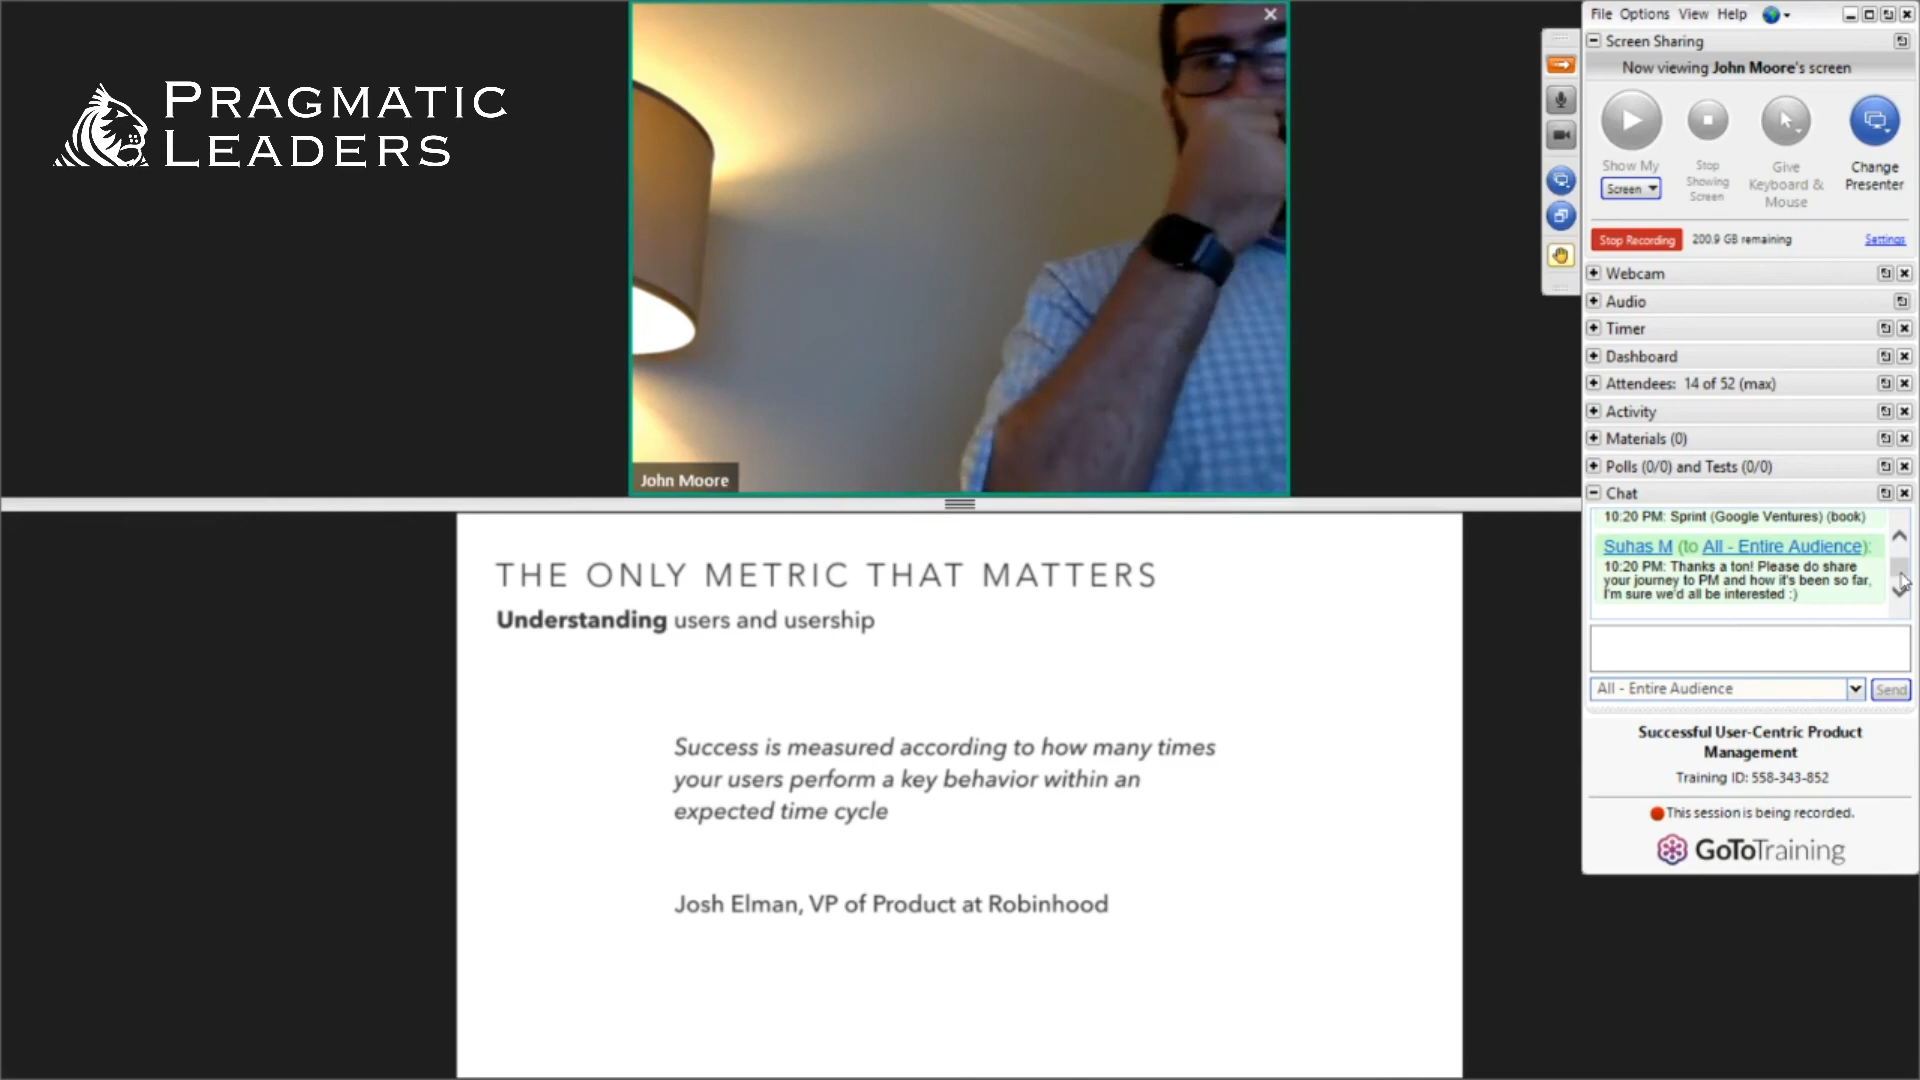 PRAGMATIC
LEADERS
John Moore
THE ONLY METRIC THAT MATTERS
Understanding users and usership
Success is measured according to how many times
your users perform a key behavior within an
expected time cycle
Josh Elman, VP of Product at Robinhood
File Options View Help
Screen Sharing
Now viewing John Moore's screen
Show My
Screen
Stop
Showing
Screen
Give
Keyboard &
Mouse
Change
Presenter
Stop Recording 200.9 GB remaining Settings
Webcam
Audio
Timer
Dashboard
Attendees: 14 of 52 (max)
Activity
Materials (0)
Polls (0/0) and Tests (0/0)
Chat
10:20 PM: Sprint (Google Ventures) (book)
Suhas M (to All - Entire Audience):
10:20 PM: Thanks a ton! Please do share
your journey to PM and how it's been so far,
I'm sure we'd all be interested :)
All - Entire Audience Send
Successful User-Centric Product
Management
Training ID: 558-343-852
This session is being recorded.
GoToTraining